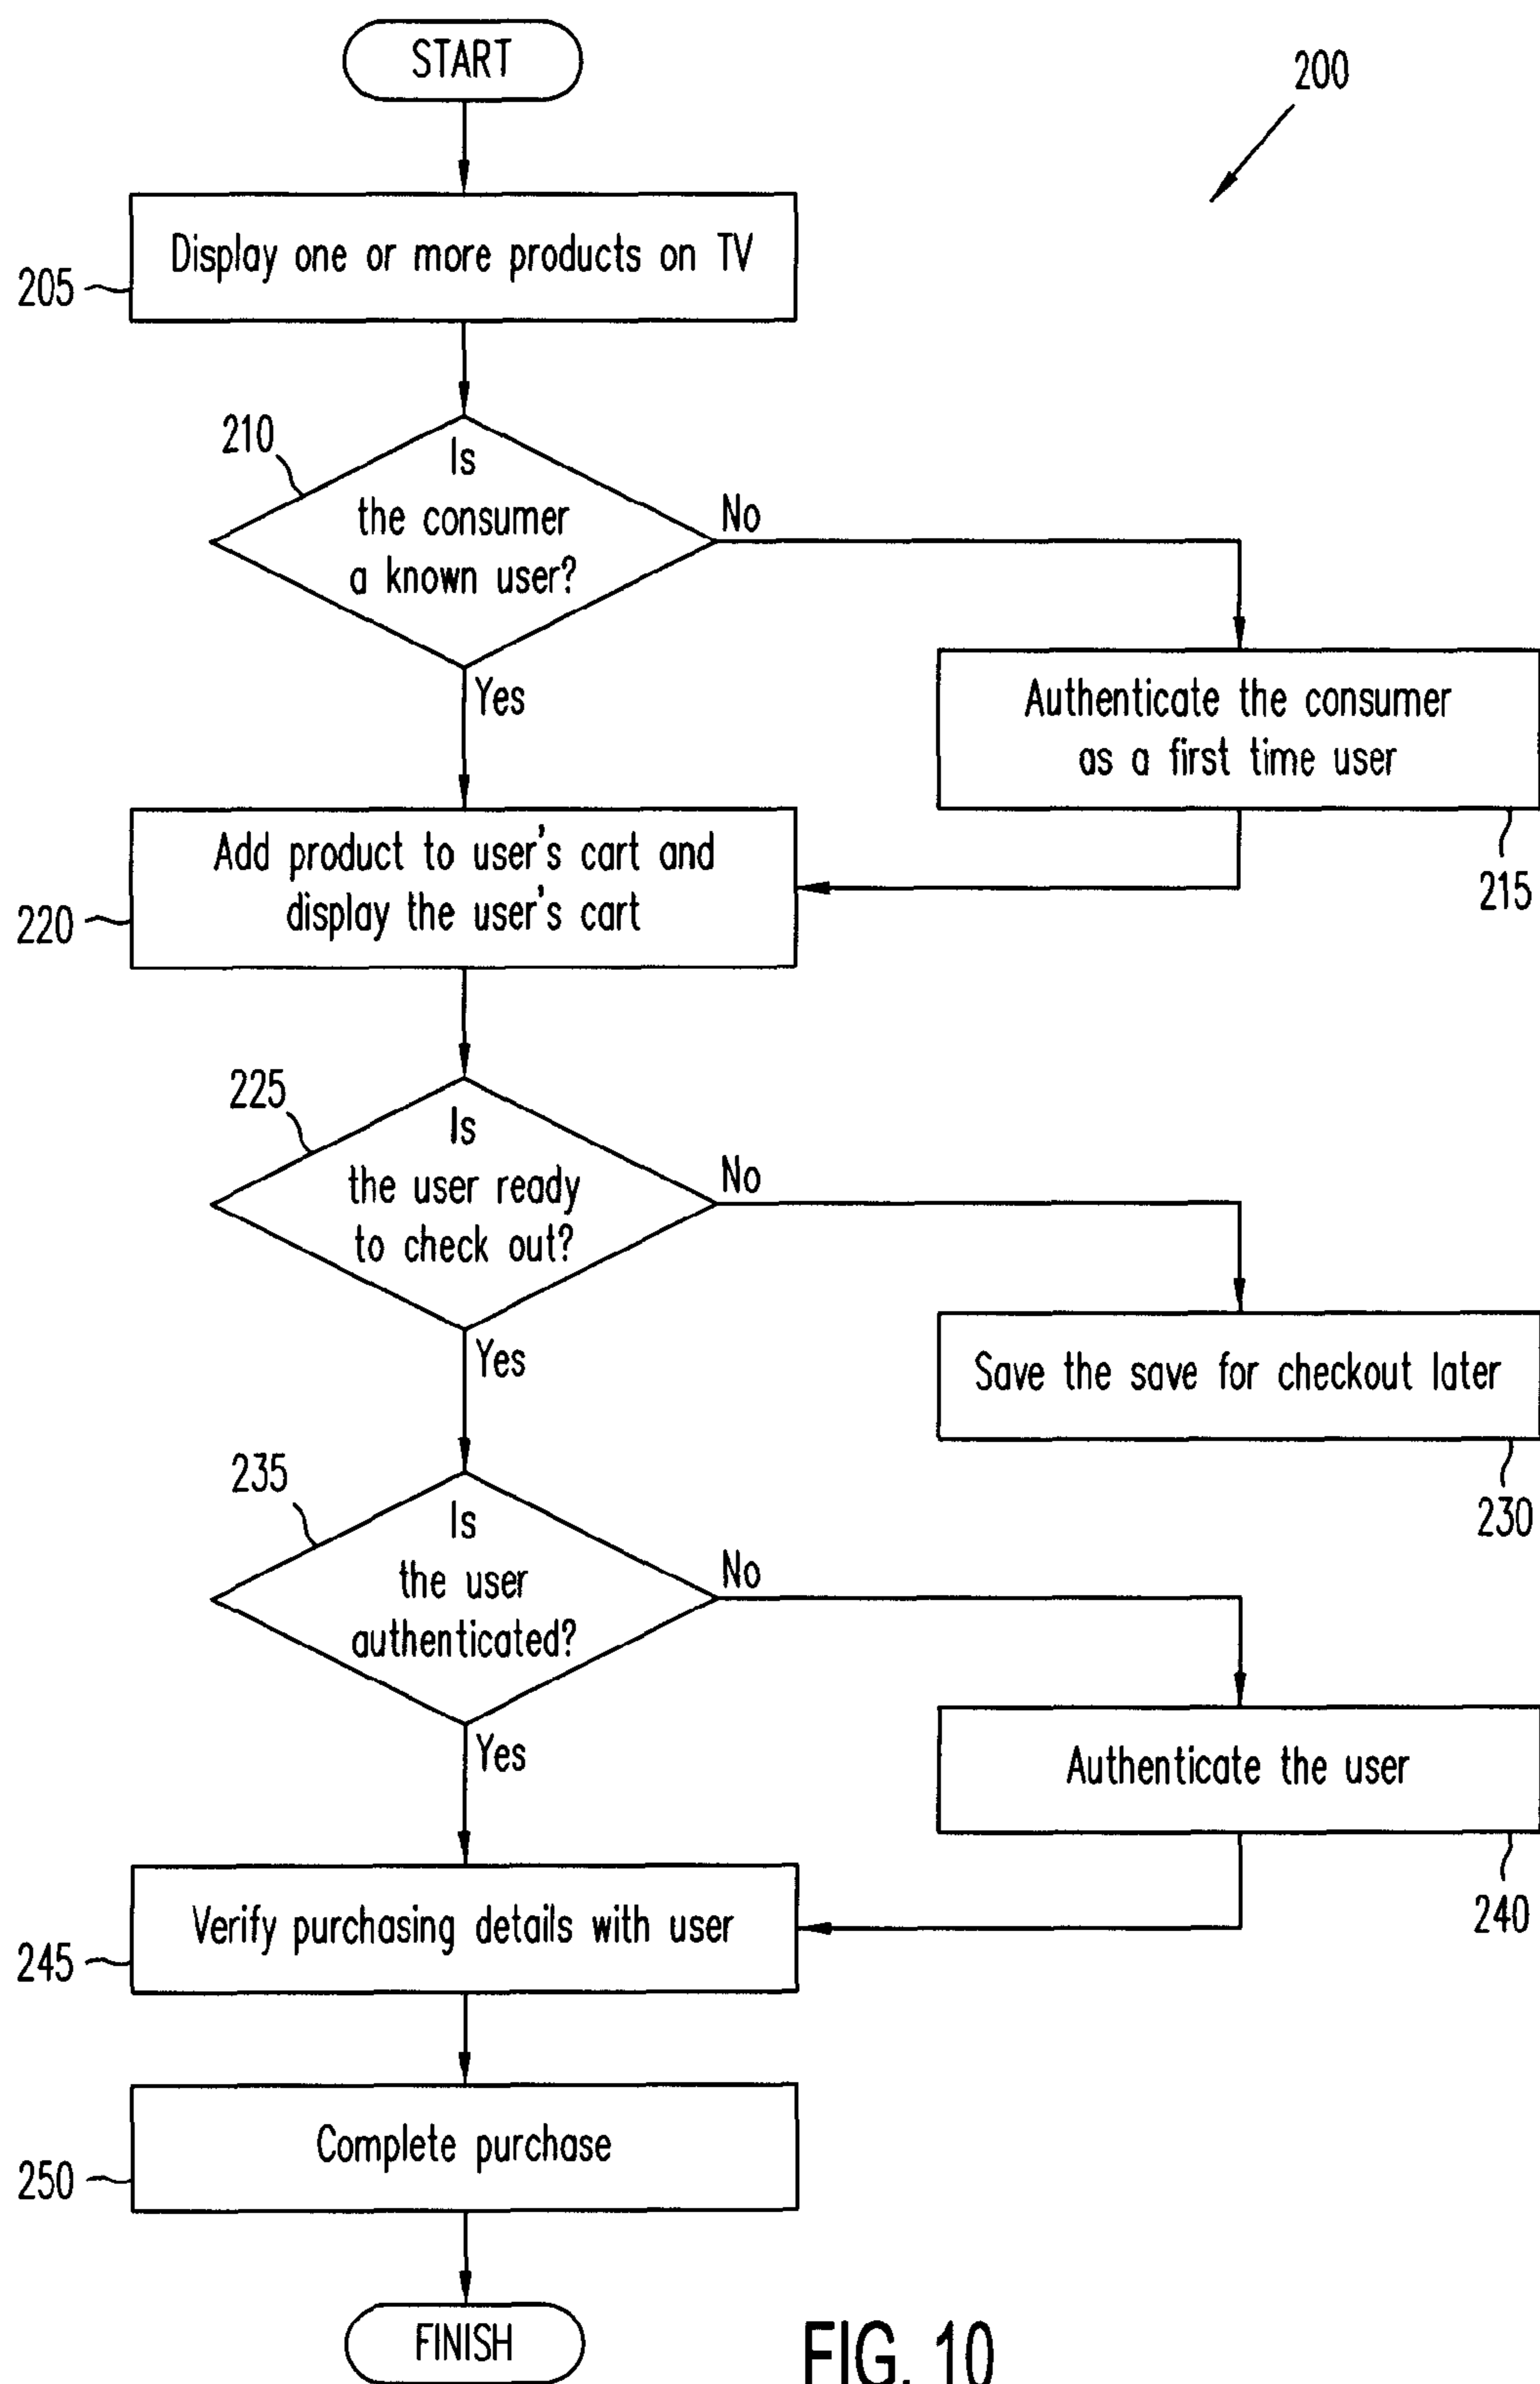 START
200
Display one or more products on TV
205
210
Is
the consumer
a known user?
No
Yes
Authenticate the consumer
as a first time user
215
Add product to user's cart and
display the user's cart
220
225
Is
the user ready
to check out?
No
Yes
Save the save for checkout later
230
235
Is
the user
authenticated?
No
Yes
Authenticate the user
240
Verify purchasing details with user
245
Complete purchase
250
FINISH
FIG. 10